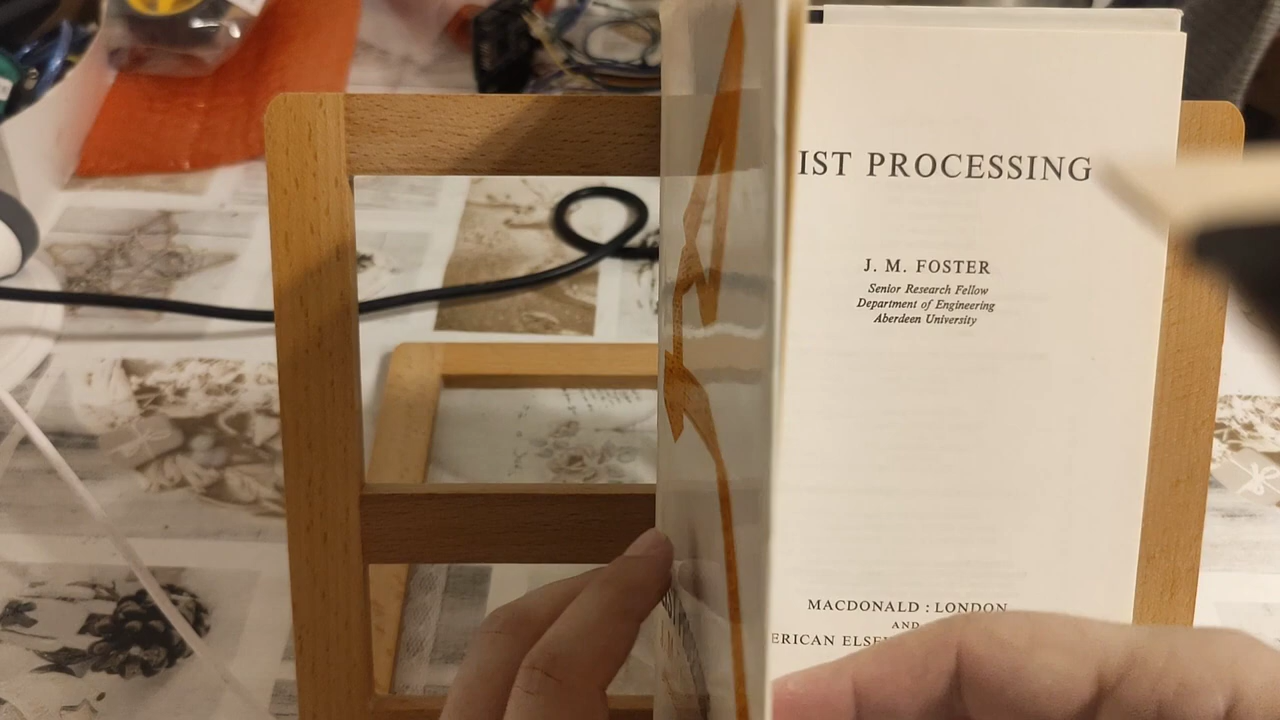 IST PROCESSING
J. M. FOSTER
Senior Research Fellow
Department of Engineering
Aberdeen University
MACDONALD : LONDON
AND
ERICAN ELSE